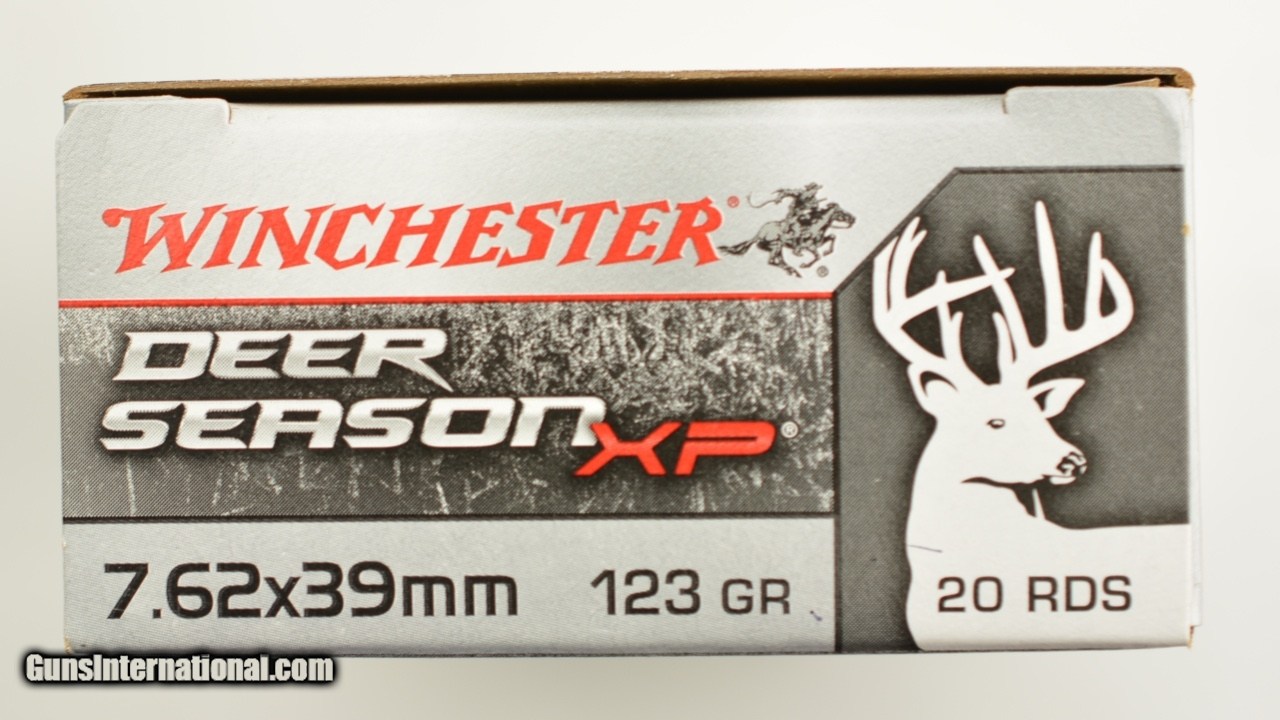 WINCHESTER®
®
DEER
SEASON XP®
7.62x39mm 123 GR 20 RDS
GunsInternational.com